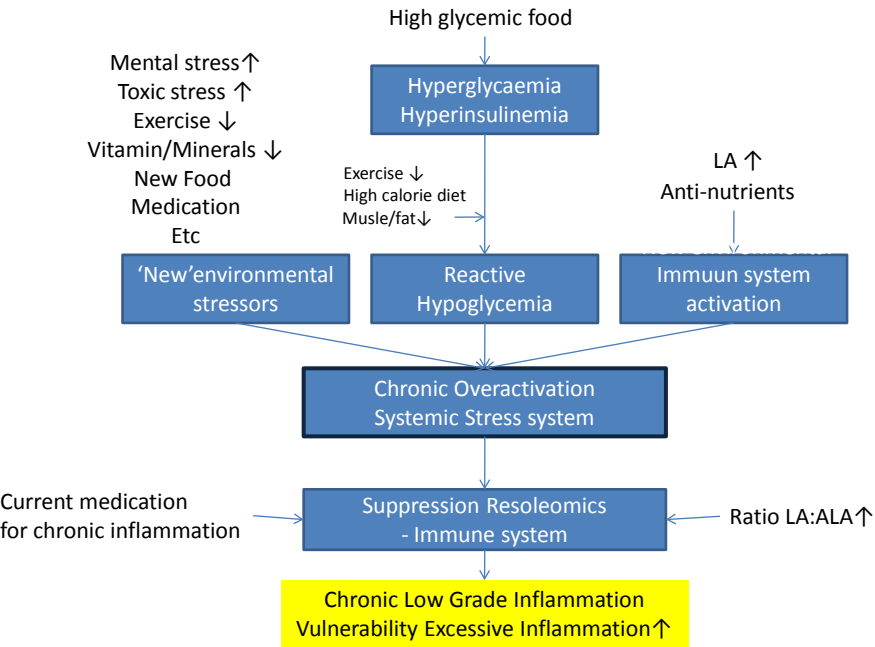 High glycemic food
Mental stress↑
Toxic stress ↑
Exercise ↓
Vitamin/Minerals ↓
New Food
Medication
Etc
Hyperglycaemia
Hyperinsulinemia
Exercise ↓
High calorie diet
Musle/fat↓
LA ↑
Anti-nutrients
‘New’environmental
stressors
Reactive
Hypoglycemia
Immuun system
activation
Chronic Overactivation
Systemic Stress system
Current medication
for chronic inflammation
Suppression Resoleomics
- Immune system
Ratio LA:ALA↑
Chronic Low Grade Inflammation
Vulnerability Excessive Inflammation↑